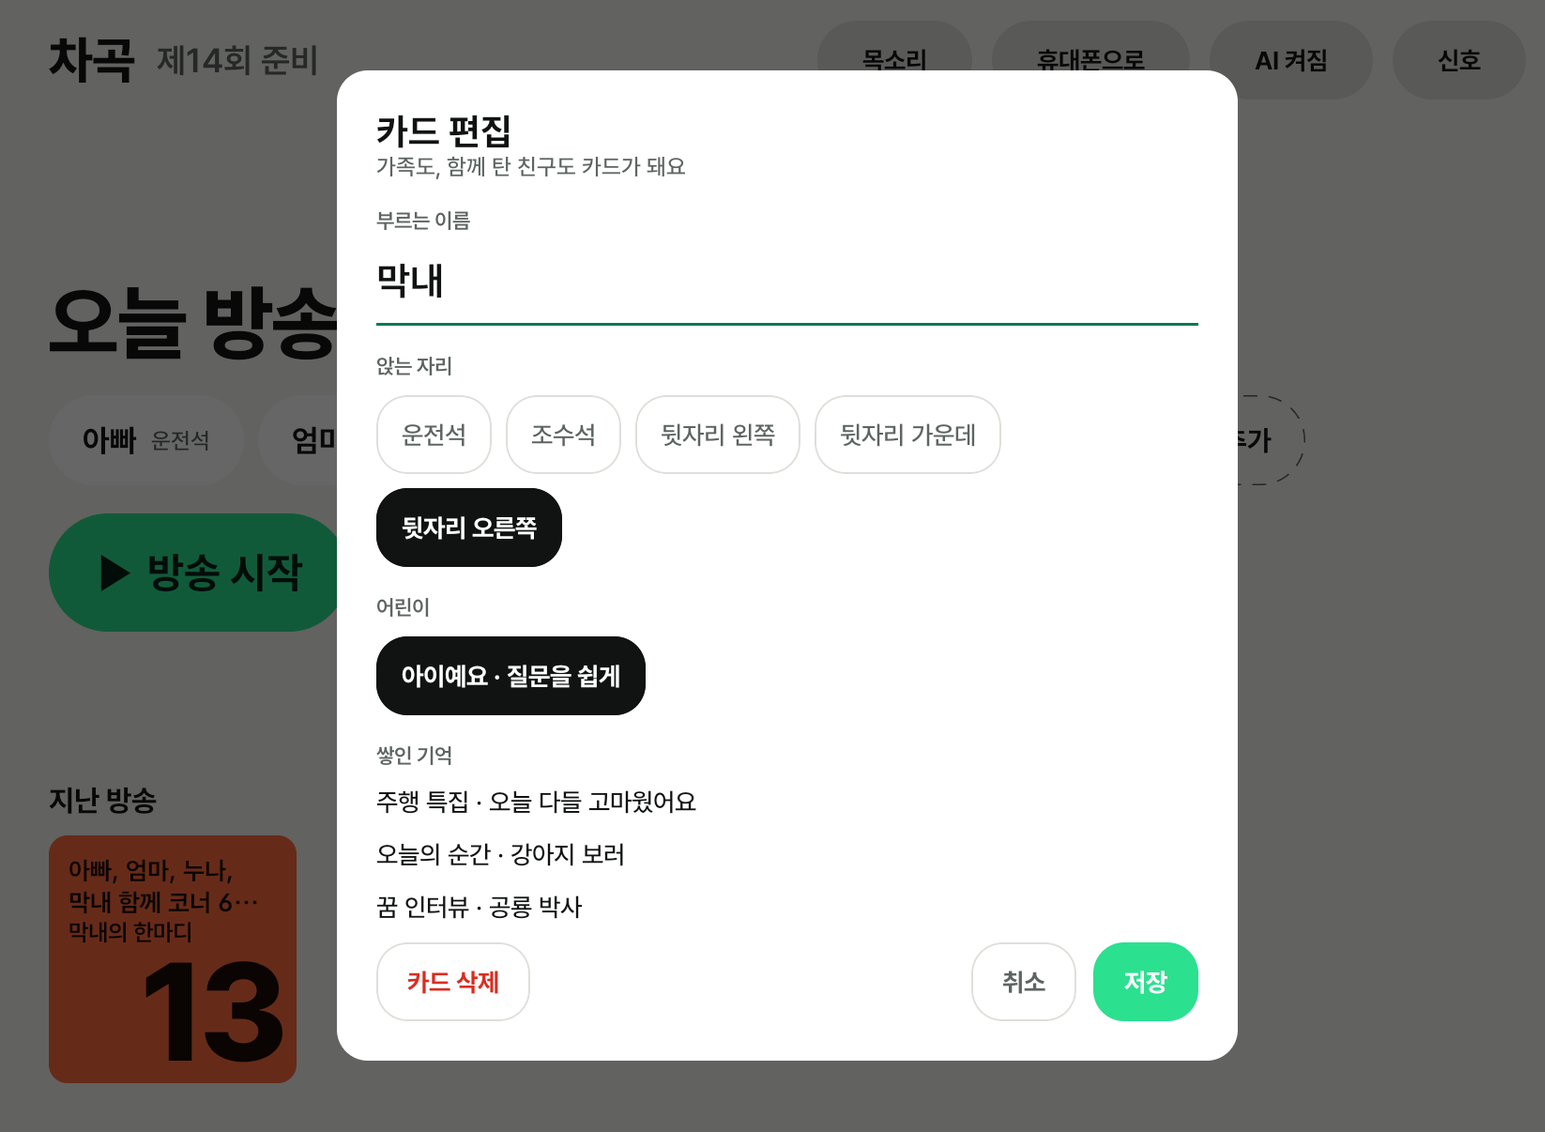 차곡 제14회 준비
목소리
휴대폰으로
AI 켜짐
신호
오늘 방송
아빠 운전석
엄마
추가
▶ 방송 시작
지난 방송
아빠, 엄마, 누나,
막내 함께 코너 6…
막내의 한마디
13
카드 편집
가족도, 함께 탄 친구도 카드가 돼요
부르는 이름
막내
앉는 자리
운전석
조수석
뒷자리 왼쪽
뒷자리 가운데
뒷자리 오른쪽
어린이
아이예요 · 질문을 쉽게
쌓인 기억
주행 특집 · 오늘 다들 고마웠어요
오늘의 순간 · 강아지 보러
꿈 인터뷰 · 공룡 박사
카드 삭제
취소
저장